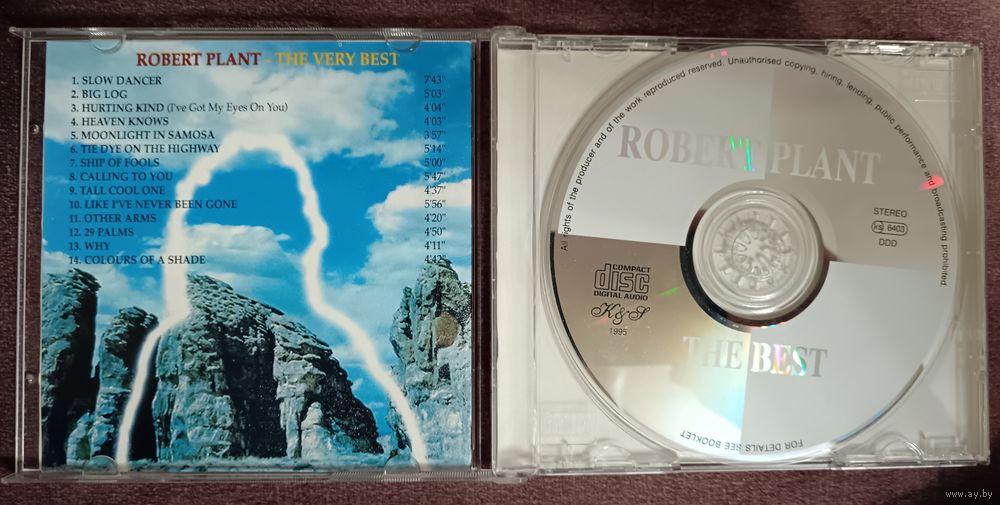 ROBERT PLANT - THE VERY BEST
1. SLOW DANCER 7'43"
2. BIG LOG 5'03"
3. HURTING KIND (I've Got My Eyes On You) 4'04"
4. HEAVEN KNOWS 4'03"
5. MOONLIGHT IN SAMOSA 3'57"
6. TIE DYE ON THE HIGHWAY 5'14"
7. SHIP OF FOOLS 5'00"
8. CALLING TO YOU 5'47"
9. TALL COOL ONE 4'37"
10. LIKE I'VE NEVER BEEN GONE 5'56"
11. OTHER ARMS 4'20"
12. 29 PALMS 4'50"
13. WHY 4'11"
14. COLOURS OF A SHADE 4'42"
All rights of the producer and of the work reproduced reserved. Unauthorised copying, hiring, lending, public performance and broadcasting prohibited.
ROBERT PLANT
STEREO
ks 6403
DDD
COMPACT
disc
DIGITAL AUDIO
K&S
1995
THE BEST
FOR DETAILS SEE BOOKLET
www.ay.by